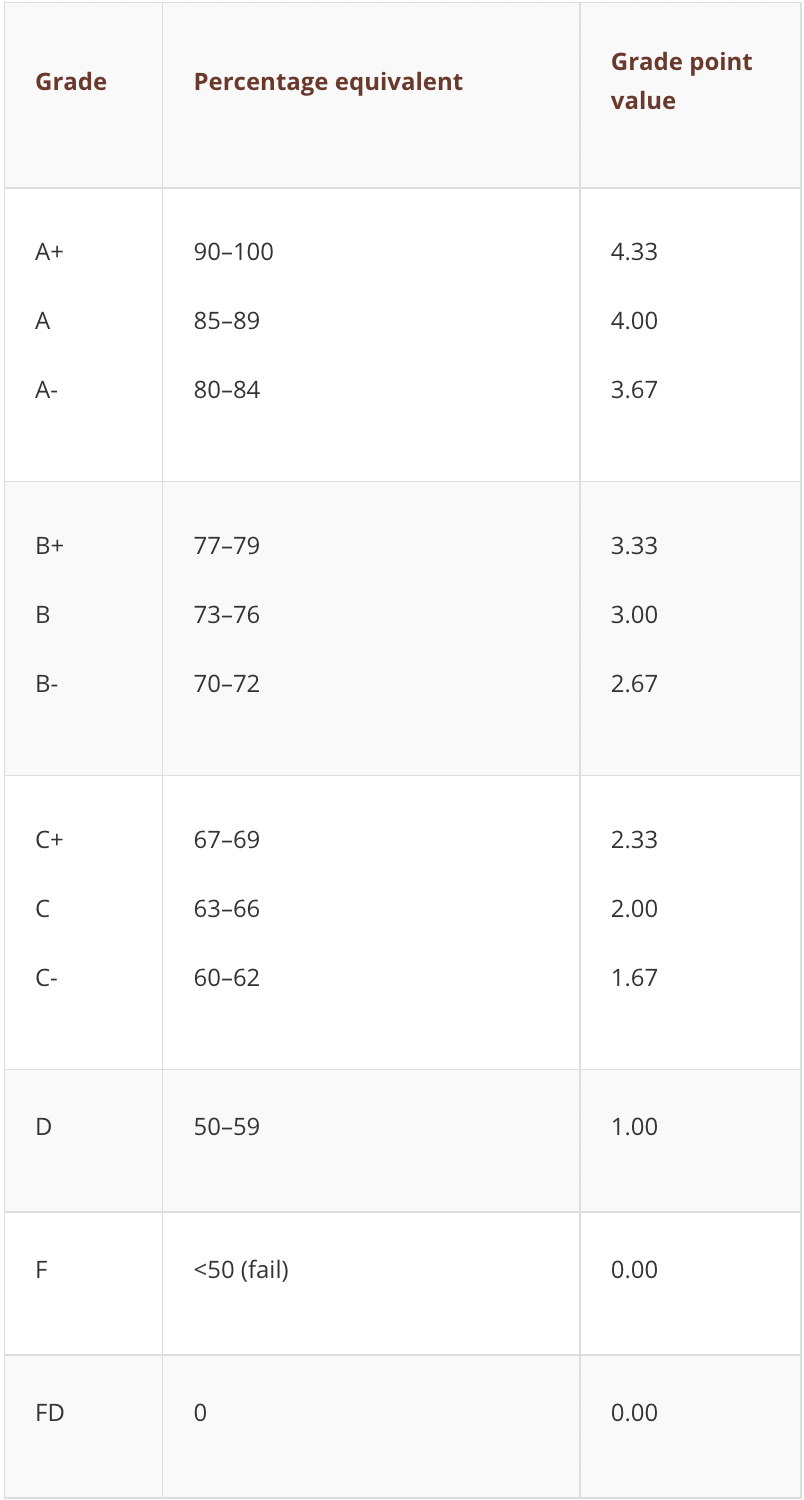 Grade Percentage equivalent Grade point
value
A+ 90–100 4.33
A 85–89 4.00
A- 80–84 3.67
B+ 77–79 3.33
B 73–76 3.00
B- 70–72 2.67
C+ 67–69 2.33
C 63–66 2.00
C- 60–62 1.67
D 50–59 1.00
F <50 (fail) 0.00
FD 0 0.00